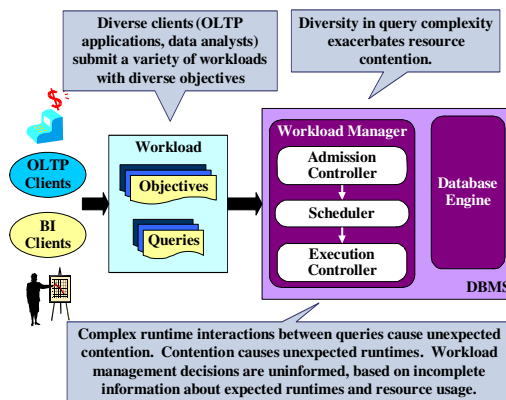 Diverse clients (OLTP
applications, data analysts)
submit a variety of workloads
with diverse objectives
Diversity in query complexity
exacerbates resource
contention.
$
OLTP
Clients
BI
Clients
Workload
Objectives
Queries
Workload Manager
Admission
Controller
Scheduler
Execution
Controller
Database
Engine
DBMS
Complex runtime interactions between queries cause unexpected
contention. Contention causes unexpected runtimes. Workload
management decisions are uninformed, based on incomplete
information about expected runtimes and resource usage.